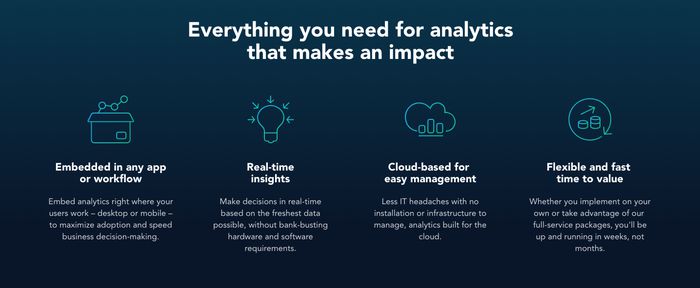 Everything you need for analytics
that makes an impact
Embedded in any app
or workflow
Embed analytics right where your
users work – desktop or mobile –
to maximize adoption and speed
business decision-making.
Real-time
insights
Make decisions in real-time
based on the freshest data
possible, without bank-busting
hardware and software
requirements.
Cloud-based for
easy management
Less IT headaches with no
installation or infrastructure to
manage, analytics built for the
cloud.
Flexible and fast
time to value
Whether you implement on your
own or take advantage of our
full-service packages, you'll be
up and running in weeks, not
months.